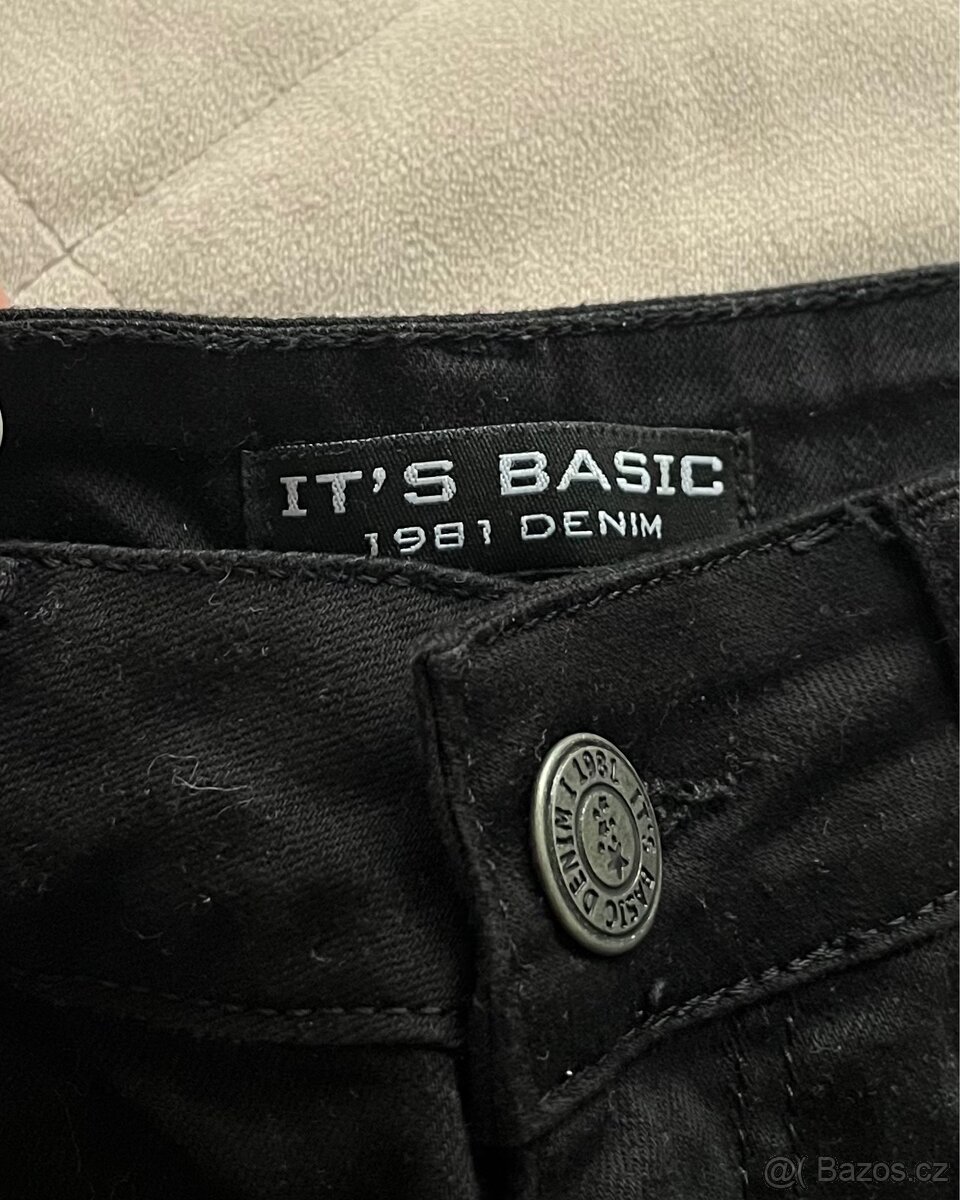 IT'S BASIC
1981 DENIM
DENIM 1981 IT'S BASIC
@( Bazos.cz